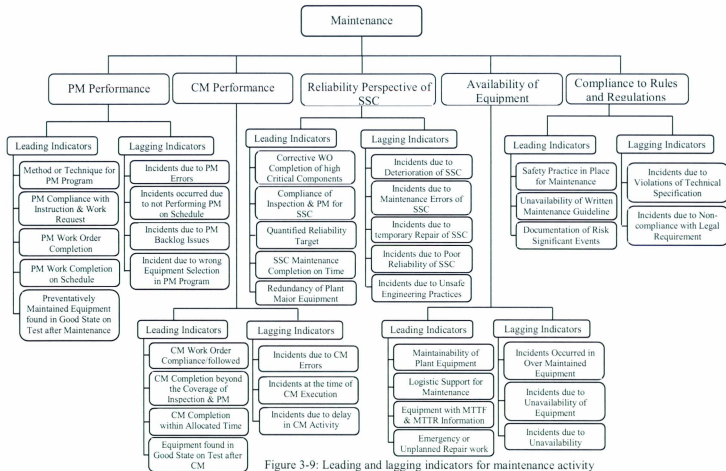 Maintenance
PM Performance
CM Performance
Reliability Perspective of
SSC
Availability of
Equipment
Compliance to Rules
and Regulations
Leading Indicators
Method or Technique for
PM Program
PM Compliance with
Instruction & Work
Request
PM Work Order
Completion
PM Work Completion
on Schedule
Preventatively
Maintained Equipment
found in Good State on
Test after Maintenance
Lagging Indicators
Incidents due to PM
Errors
Incidents occurred due
to not Performing PM
on Schedule
Incidents due to PM
Backlog Issues
Incident due to wrong
Equipment Selection
in PM Program
Leading Indicators
CM Work Order
Compliance/followed
CM Completion beyond
the Coverage of
Inspection & PM
CM Completion
within Allocated Time
Equipment found in
Good State on Test after
CM
Lagging Indicators
Incidents due to CM
Errors
Incidents at the time of
CM Execution
Incidents due to delay
in CM Activity
Leading Indicators
Corrective WO
Completion of high
Critical Components
Compliance of
Inspection & PM for
SSC
Quantified Reliability
Target
SSC Maintenance
Completion on Time
Redundancy of Plant
Major Equipment
Lagging Indicators
Incidents due to
Deterioration of SSC
Incidents due to
Maintenance Errors of
SSC
Incidents due to
temporary Repair of SSC
Incidents due to Poor
Reliability of SSC
Incidents due to Unsafe
Engineering Practices
Leading Indicators
Maintainability of
Plant Equipment
Logistic Support for
Maintenance
Equipment with MTTF
& MTTR Information
Emergency or
Unplanned Repair work
Lagging Indicators
Incidents Occurred in
Over Maintained
Equipment
Incidents due to
Unavailability of
Equipment
Incidents due to
Unavailability
Leading Indicators
Safety Practice in Place
for Maintenance
Unavailability of Written
Maintenance Guideline
Documentation of Risk
Significant Events
Lagging Indicators
Incidents due to
Violations of Technical
Specification
Incidents due to Non-
compliance with Legal
Requirement
Figure 3-9: Leading and lagging indicators for maintenance activity